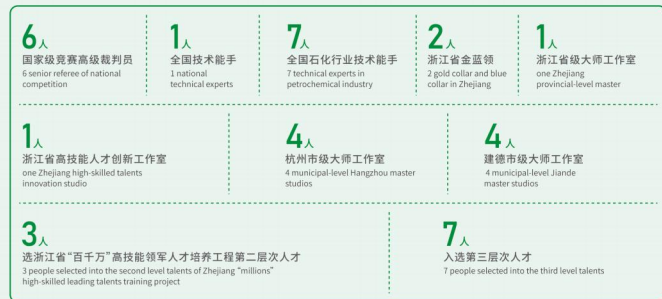 6人
国家级竞赛高级裁判员
6 senior referee of national
competition
1人
全国技术能手
1 national
technical experts
7人
全国石化行业技术能手
7 technical experts in
petrochemical industry
2人
浙江省金蓝领
2 gold collar and blue
collar in Zhejiang
1人
浙江省级大师工作室
one Zhejiang
provincial-level master
1人
浙江省高技能人才创新工作室
one Zhejiang high-skilled talents
innovation studio
4人
杭州市级大师工作室
4 municipal-level Hangzhou master
studios
4人
建德市级大师工作室
4 municipal-level Jiande
master studios
3人
选浙江省“百千万”高技能领军人才培养工程第二层次人才
3 people selected into the second level talents of Zhejiang “millions”
high-skilled leading talents training project
7人
入选第三层次人才
7 people selected into the third level talents